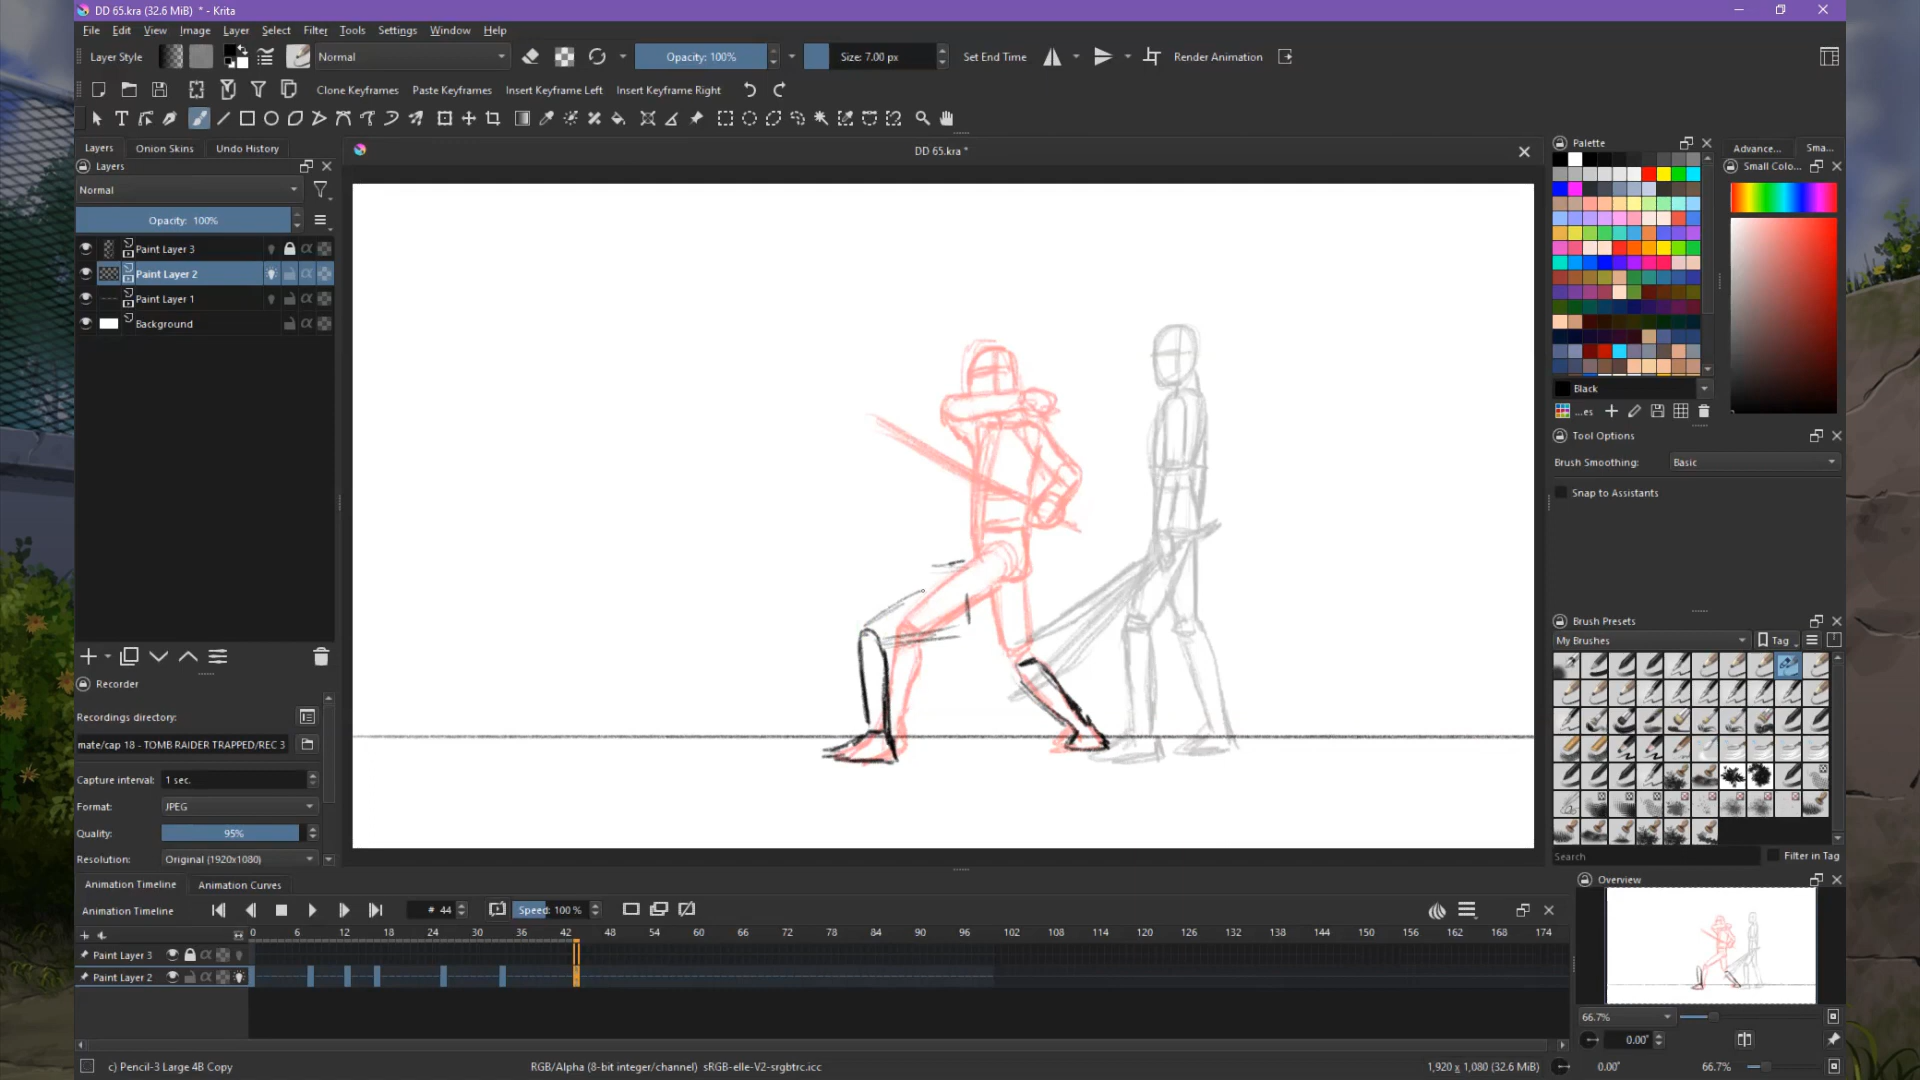 DD 65.kra (32.6 MiB) * - Krita
File Edit View Image Layer Select Filter Tools Settings Window Help
Layer Style Normal Opacity: 100% Size: 7.00 px Set End Time Render Animation
Clone Keyframes Paste Keyframes Insert Keyframe Left Insert Keyframe Right
Layers Onion Skins Undo History
DD 65.kra *
Palette
Advance... Sma...
Layers
Small Colo...
Normal
Opacity: 100%
Paint Layer 3
Paint Layer 2
Paint Layer 1
Background
Black
...es
Tool Options
Brush Smoothing: Basic
Snap to Assistants
Brush Presets
My Brushes Tag
Recorder
Recordings directory:
mate/cap 18 - TOMB RAIDER TRAPPED/REC 3
Capture interval: 1 sec.
Format: JPEG
Quality: 95%
Resolution: Original (1920x1080)
Search Filter in Tag
Animation Timeline Animation Curves
Overview
Animation Timeline # 44 Speed: 100 %
0 6 12 18 24 30 36 42 48 54 60 66 72 78 84 90 96 102 108 114 120 126 132 138 144 150 156 162 168 174
Paint Layer 3
Paint Layer 2
66.7%
0.00°
c) Pencil-3 Large 4B Copy RGB/Alpha (8-bit integer/channel) sRGB-elle-V2-srgbtrc.icc 1,920 x 1,080 (32.6 MiB) 0.00° 66.7%